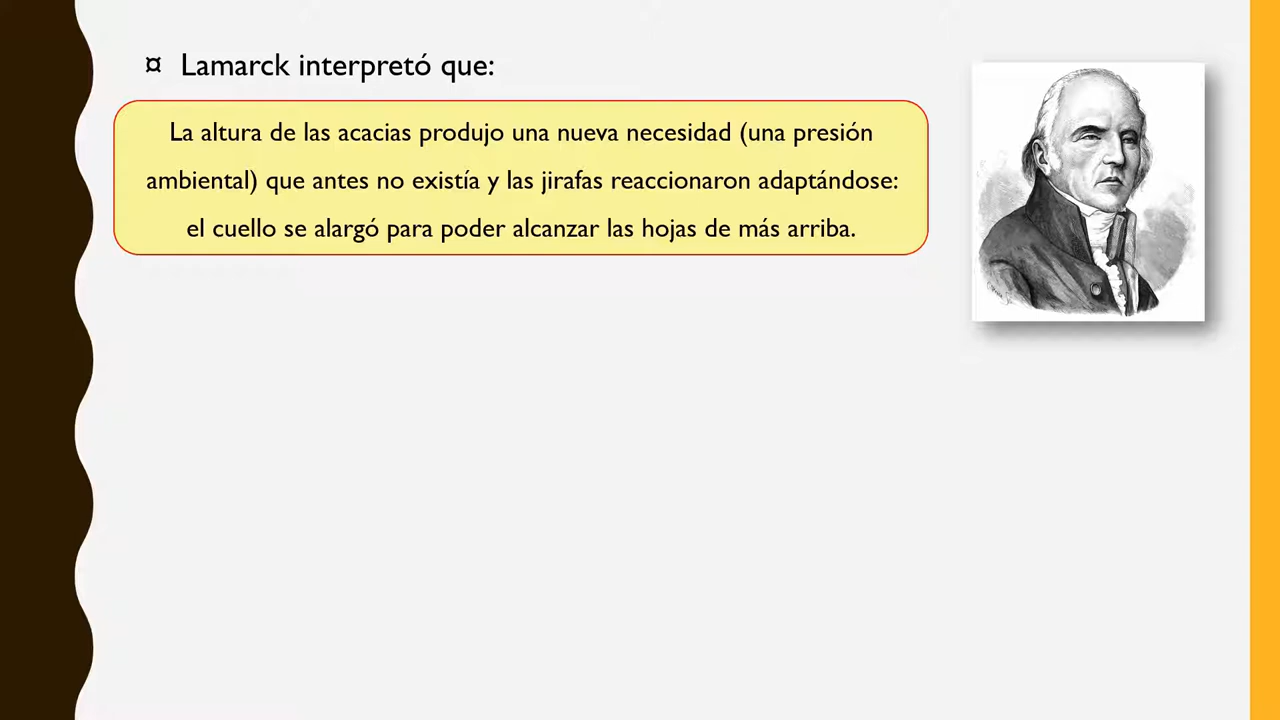 ¤ Lamarck interpretó que:
La altura de las acacias produjo una nueva necesidad (una presión
ambiental) que antes no existía y las jirafas reaccionaron adaptándose:
el cuello se alargó para poder alcanzar las hojas de más arriba.